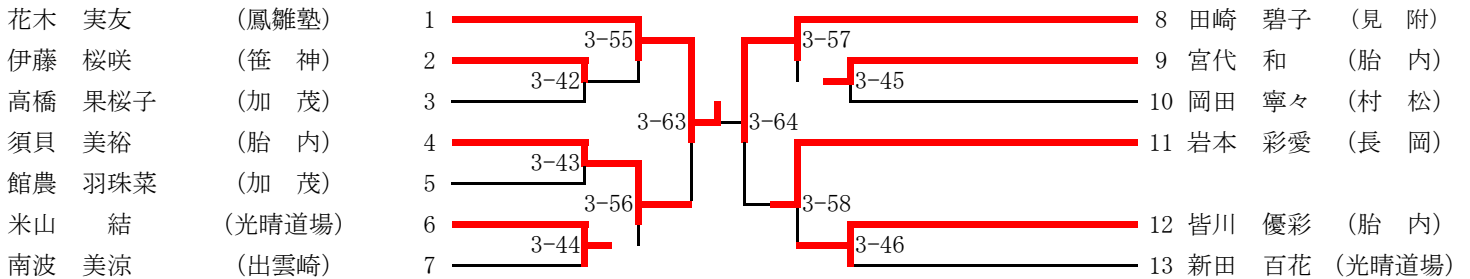 花木　実友　（鳳雛塾）　1
伊藤　桜咲　（笹　神）　2
高橋　果桜子　（加　茂）　3
須貝　美裕　（胎　内）　4
館農　羽珠菜　（加　茂）　5
米山　結　（光晴道場）　6
南波　美涼　（出雲崎）　7
3-55
3-42
3-63
3-43
3-56
3-44
3-57
3-45
3-64
3-58
3-46
8　田崎　碧子　（見　附）
9　宮代　和　（胎　内）
10　岡田　寧々　（村　松）
11　岩本　彩愛　（長　岡）
12　皆川　優彩　（胎　内）
13　新田　百花　（光晴道場）